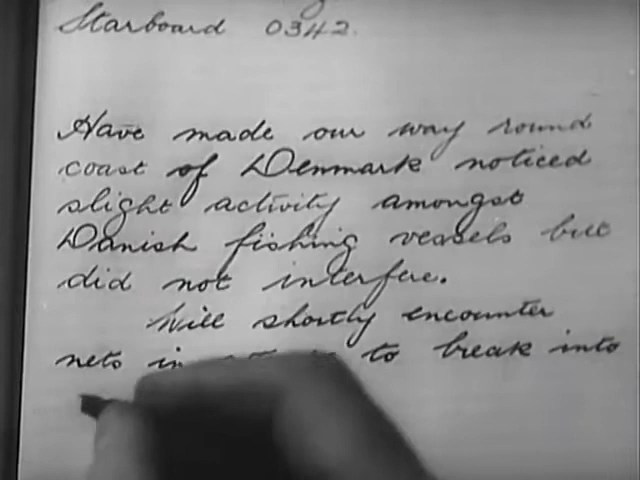 Starboard 0342.
Have made our way round
coast of Denmark noticed
slight activity amongst
Danish fishing vessels but
did not interfere.
Will shortly encounter
nets in to break into